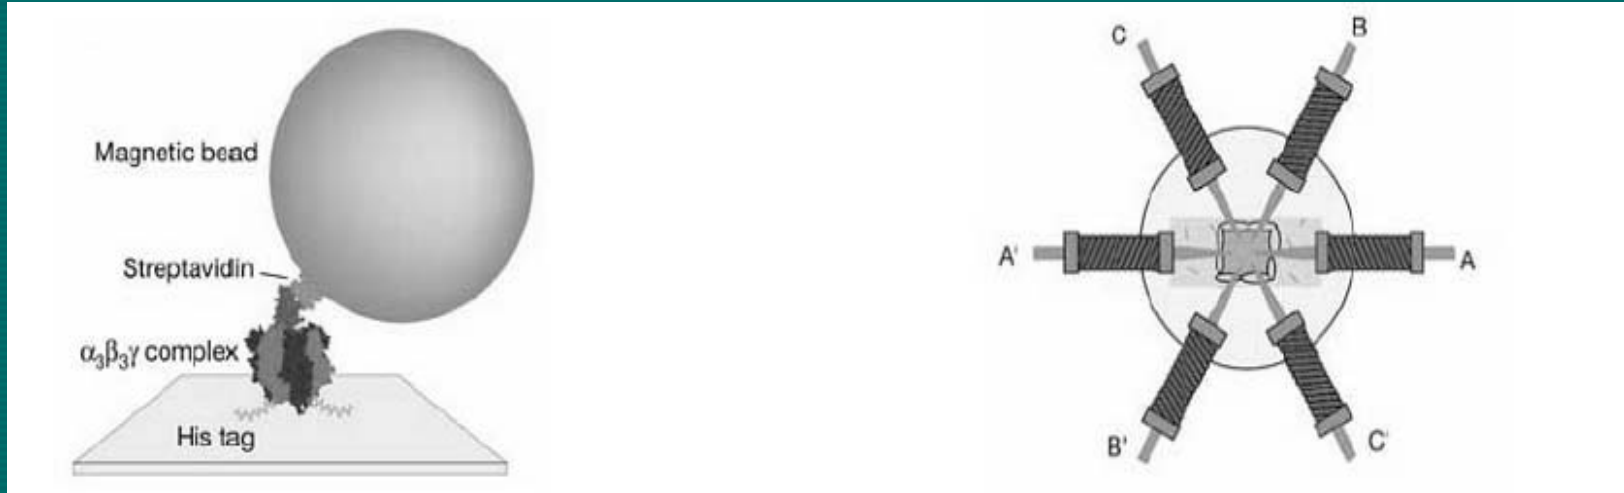 Magnetic bead
Streptavidin
α₃β₃γ complex
His tag
C
B
A'
A
B'
C'